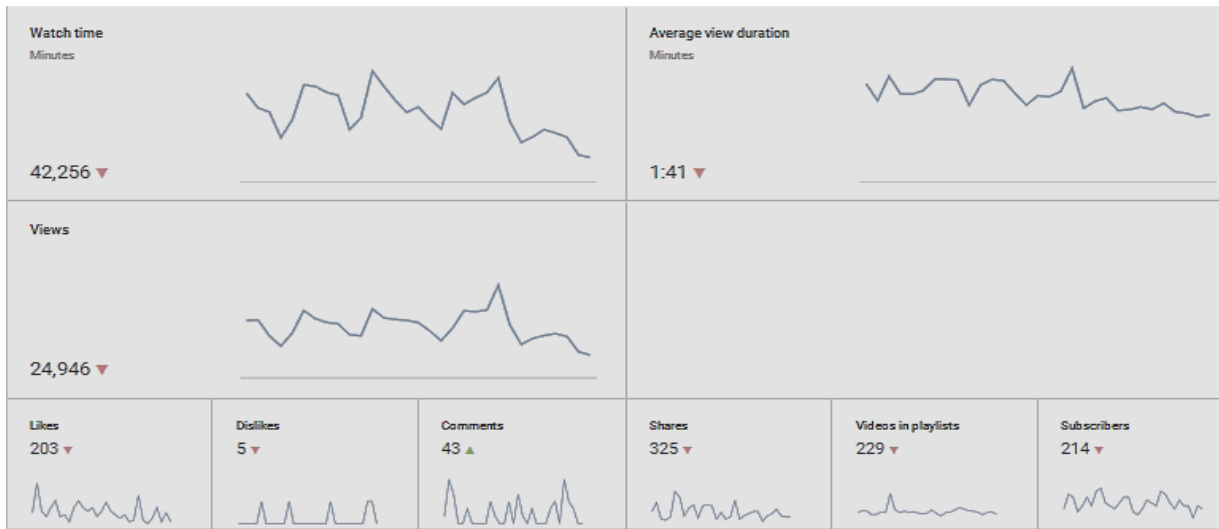 Watch time
Minutes
42,256 ▼
Average view duration
Minutes
1:41 ▼
Views
24,946 ▼
Likes
203 ▼
Dislikes
5 ▼
Comments
43 ▲
Shares
325 ▼
Videos in playlists
229 ▼
Subscribers
214 ▼